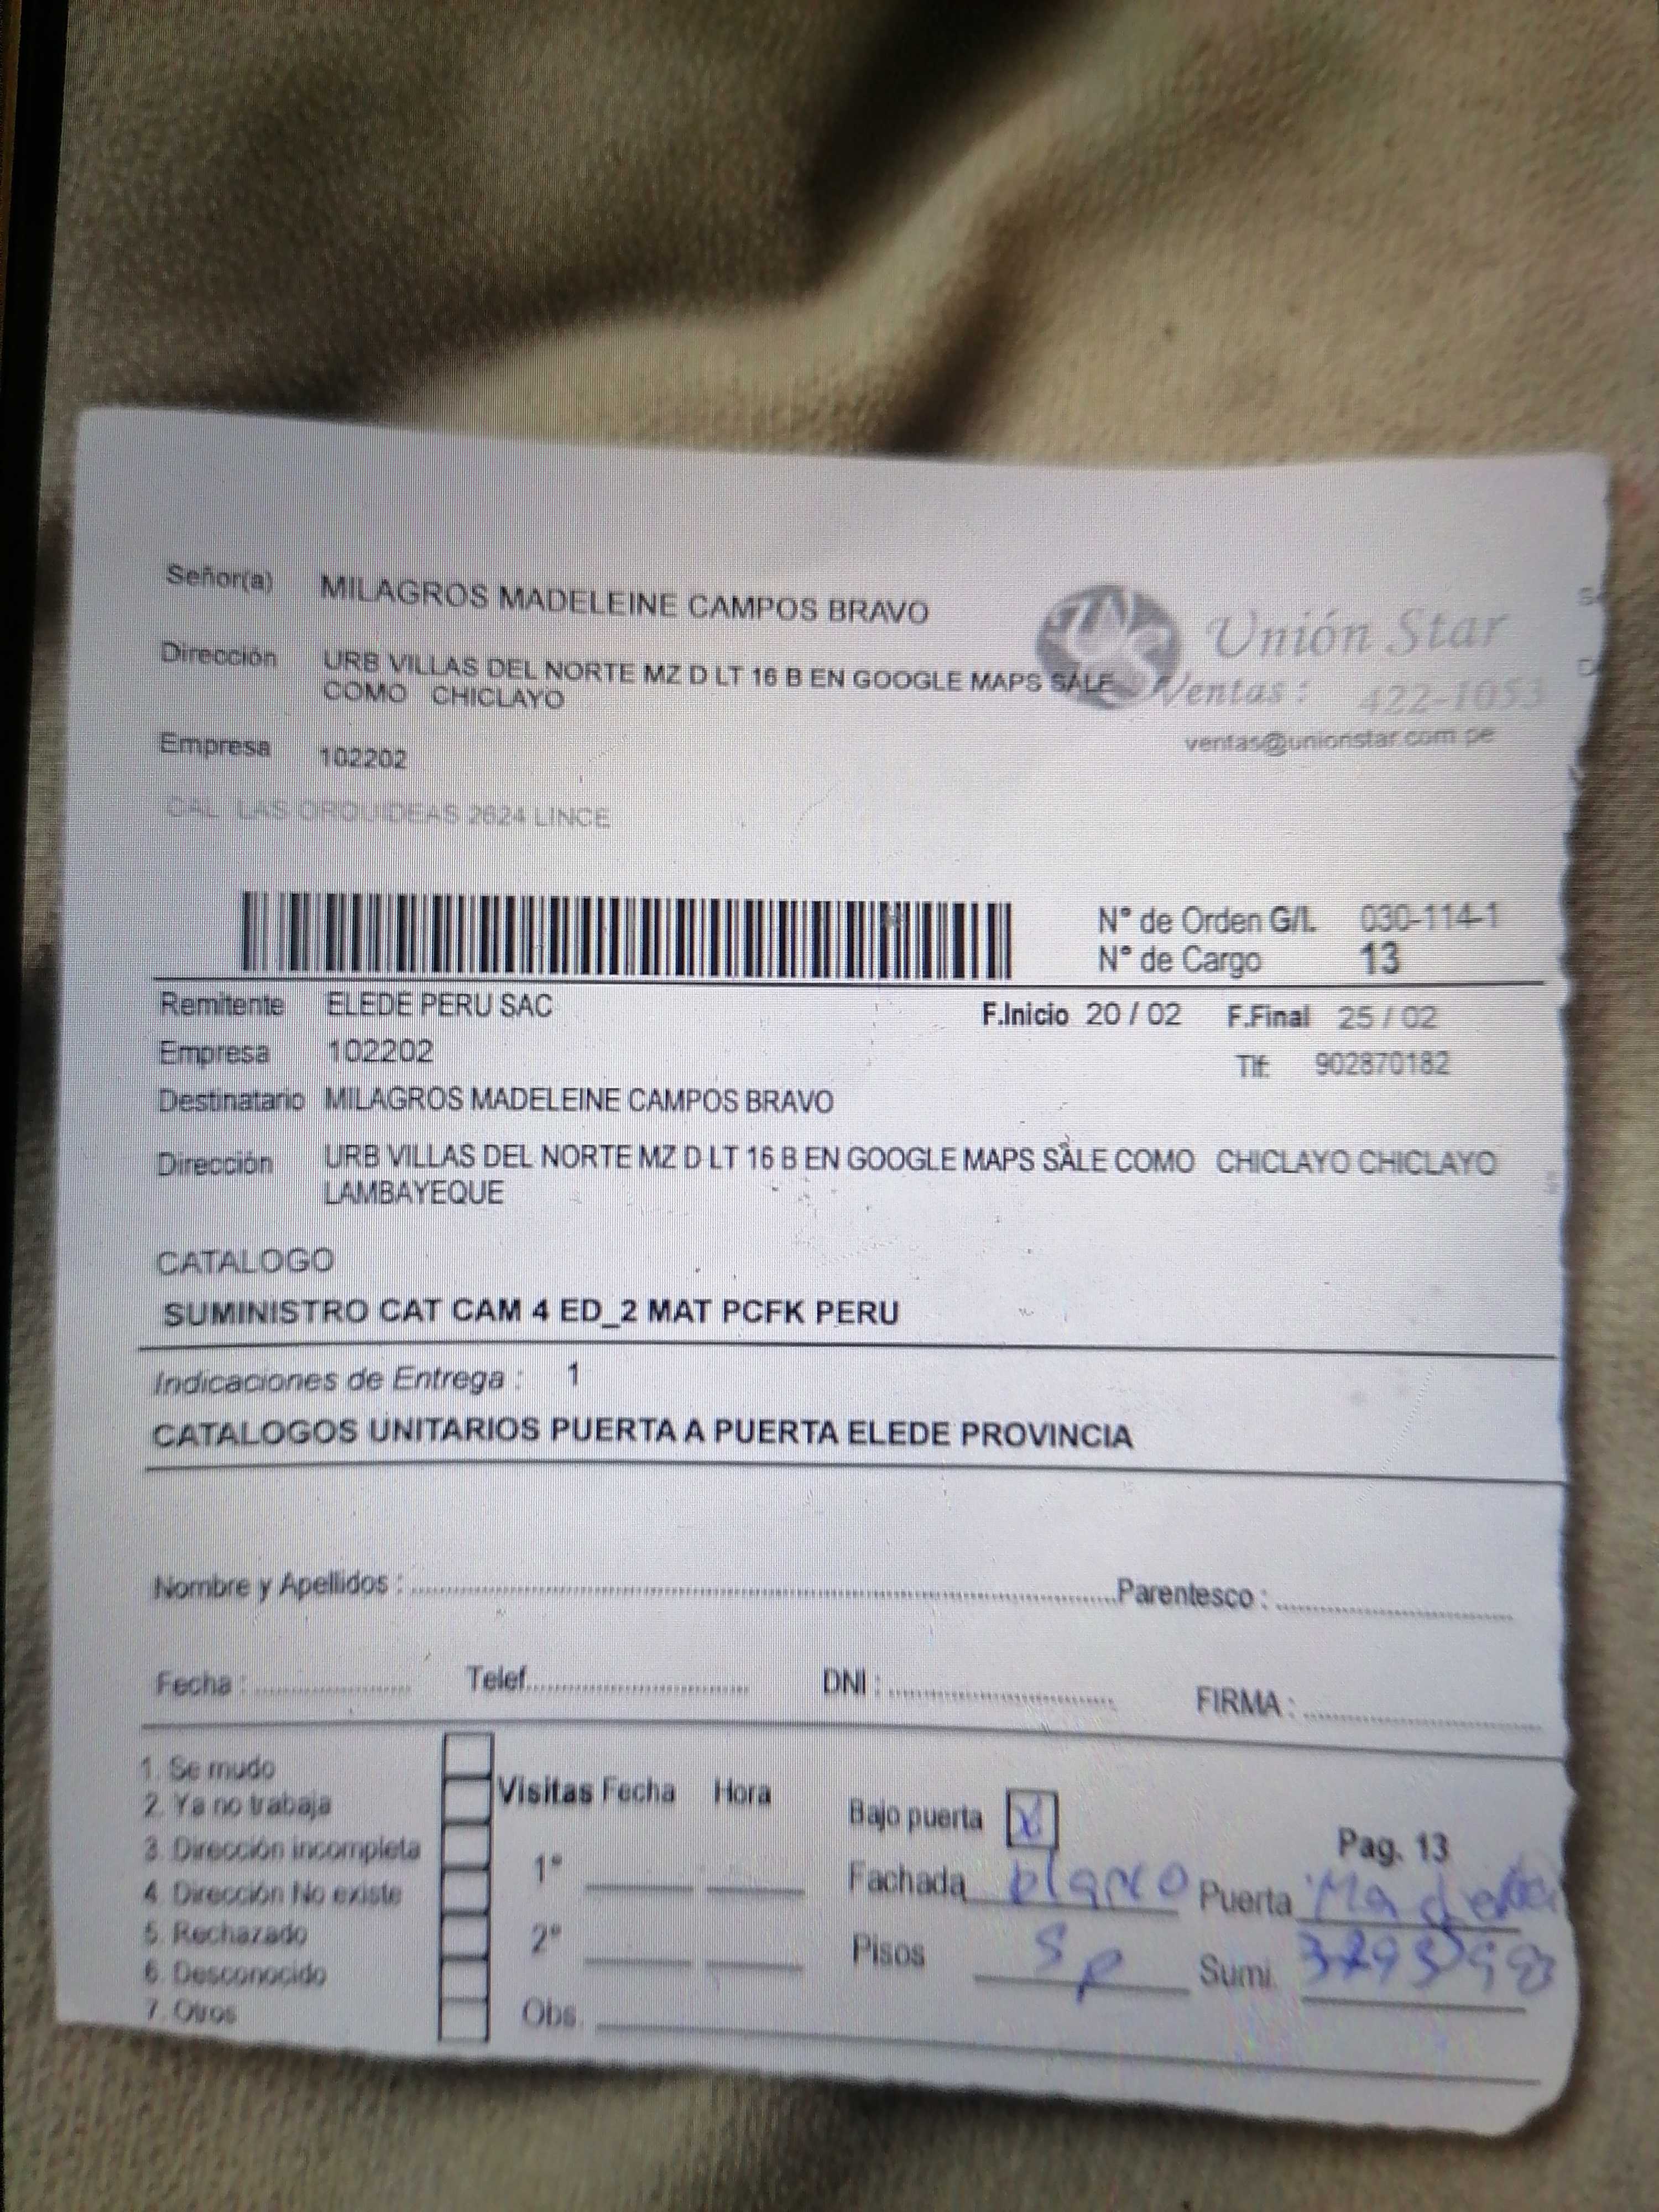 Señor(a) MILAGROS MADELEINE CAMPOS BRAVO
Unión Star
Dirección URB VILLAS DEL NORTE MZ D LT 16 B EN GOOGLE MAPS SALE
COMO CHICLAYO
Ventas : 422-1053
ventas@unionstar.com.pe
Empresa 102202
CAL LAS ORQUIDEAS 2624 LINCE
N° de Orden G/L 030-114-1
N° de Cargo 13
Remitente ELEDE PERU SAC F.Inicio 20 / 02 F.Final 25 / 02
Empresa 102202 Tlf: 902870182
Destinatario MILAGROS MADELEINE CAMPOS BRAVO
Dirección URB VILLAS DEL NORTE MZ D LT 16 B EN GOOGLE MAPS SALE COMO CHICLAYO CHICLAYO
LAMBAYEQUE
CATALOGO
SUMINISTRO CAT CAM 4 ED_2 MAT PCFK PERU
Indicaciones de Entrega : 1
CATALOGOS UNITARIOS PUERTA A PUERTA ELEDE PROVINCIA
Nombre y Apellidos : Parentesco :
Fecha : Telef. DNI : FIRMA :
1. Se mudo
2. Ya no trabaja
3. Dirección incompleta
4. Dirección No existe
5. Rechazado
6. Desconocido
7. Otros
Visitas Fecha Hora
1°
2°
Obs.
Bajo puerta X
Pag. 13
Fachada blanco Puerta Madera
Pisos SP Sumi.